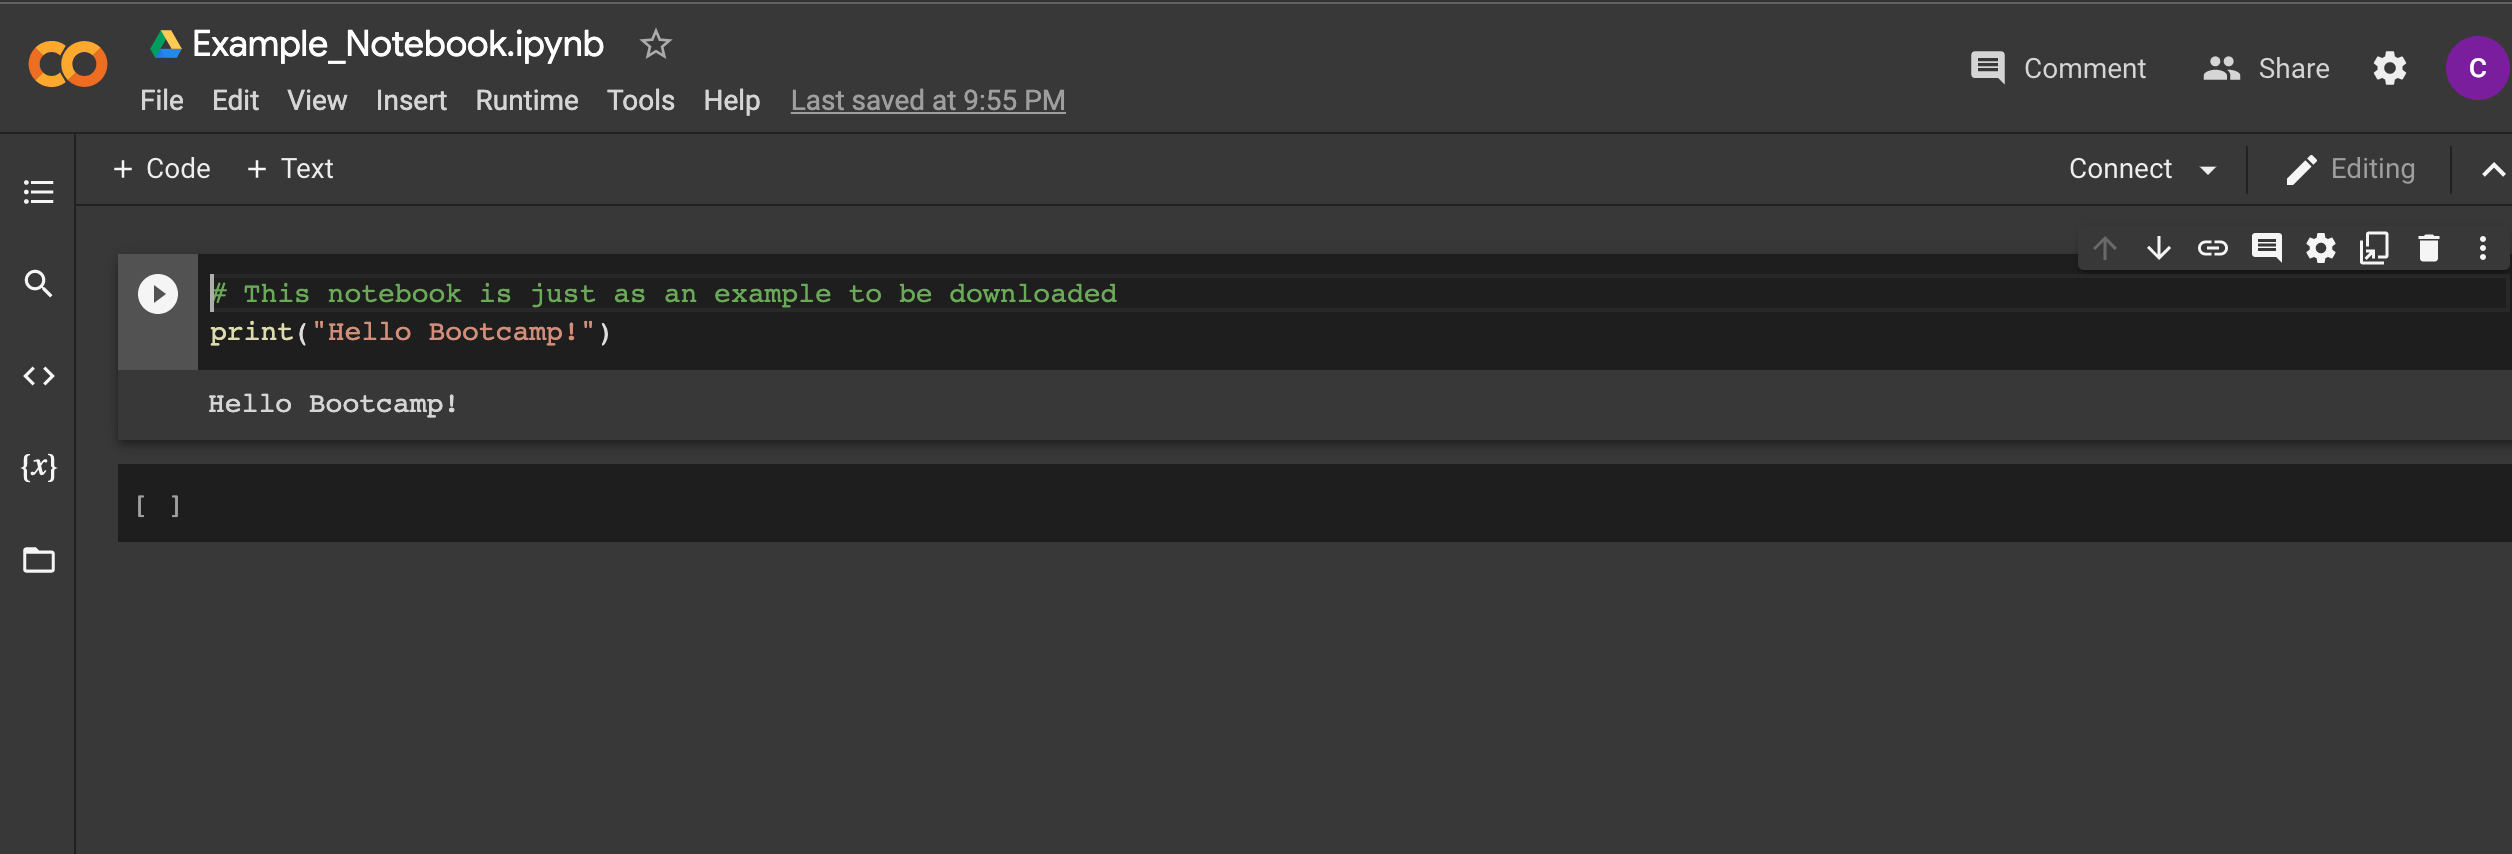 Example_Notebook.ipynb
File Edit View Insert Runtime Tools Help Last saved at 9:55 PM
Comment Share C
+ Code + Text
Connect Editing
# This notebook is just as an example to be downloaded
print("Hello Bootcamp!")
Hello Bootcamp!
{x}
[ ]